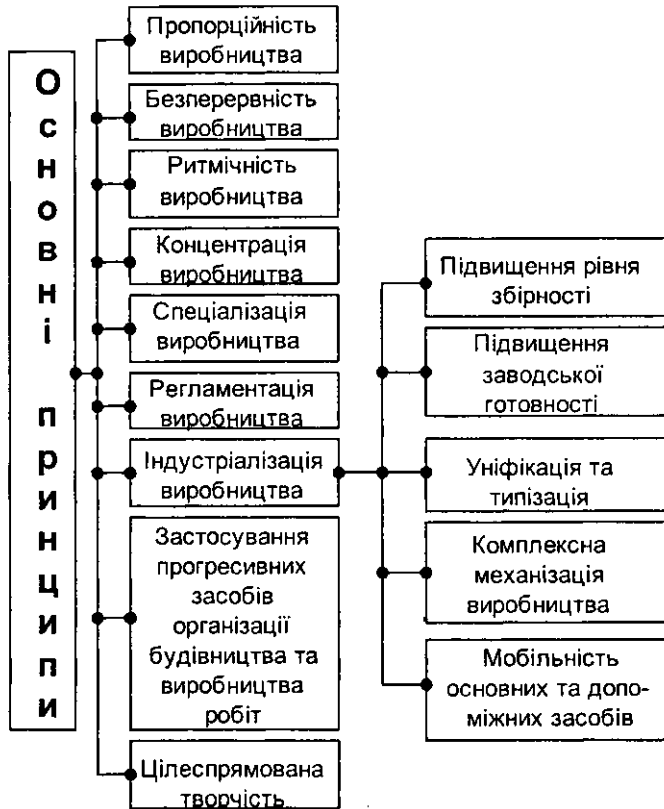 Основні принципи
Пропорційність
виробництва
Безперервність
виробництва
Ритмічність
виробництва
Концентрація
виробництва
Спеціалізація
виробництва
Регламентація
виробництва
Індустріалізація
виробництва
Застосування
прогресивних
засобів
організації
будівництва та
виробництва
робіт
Цілеспрямована
творчість
Підвищення рівня
збірності
Підвищення
заводської
готовності
Уніфікація та
типізація
Комплексна
механізація
виробництва
Мобільність
основних та допо-
міжних засобів